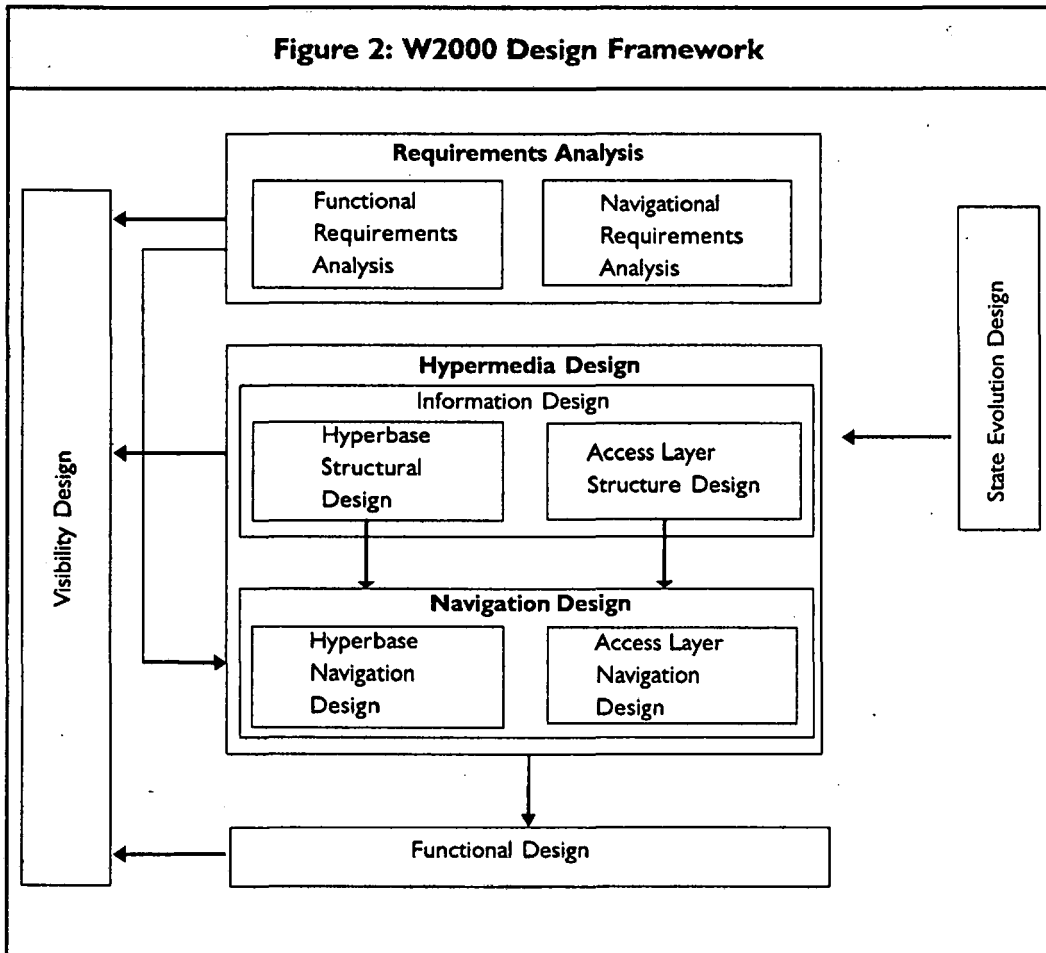 Figure 2: W2000 Design Framework
Requirements Analysis
Functional
Requirements
Analysis
Navigational
Requirements
Analysis
Visibility Design
State Evolution Design
Hypermedia Design
Information Design
Hyperbase
Structural
Design
Access Layer
Structure Design
Navigation Design
Hyperbase
Navigation
Design
Access Layer
Navigation
Design
Functional Design